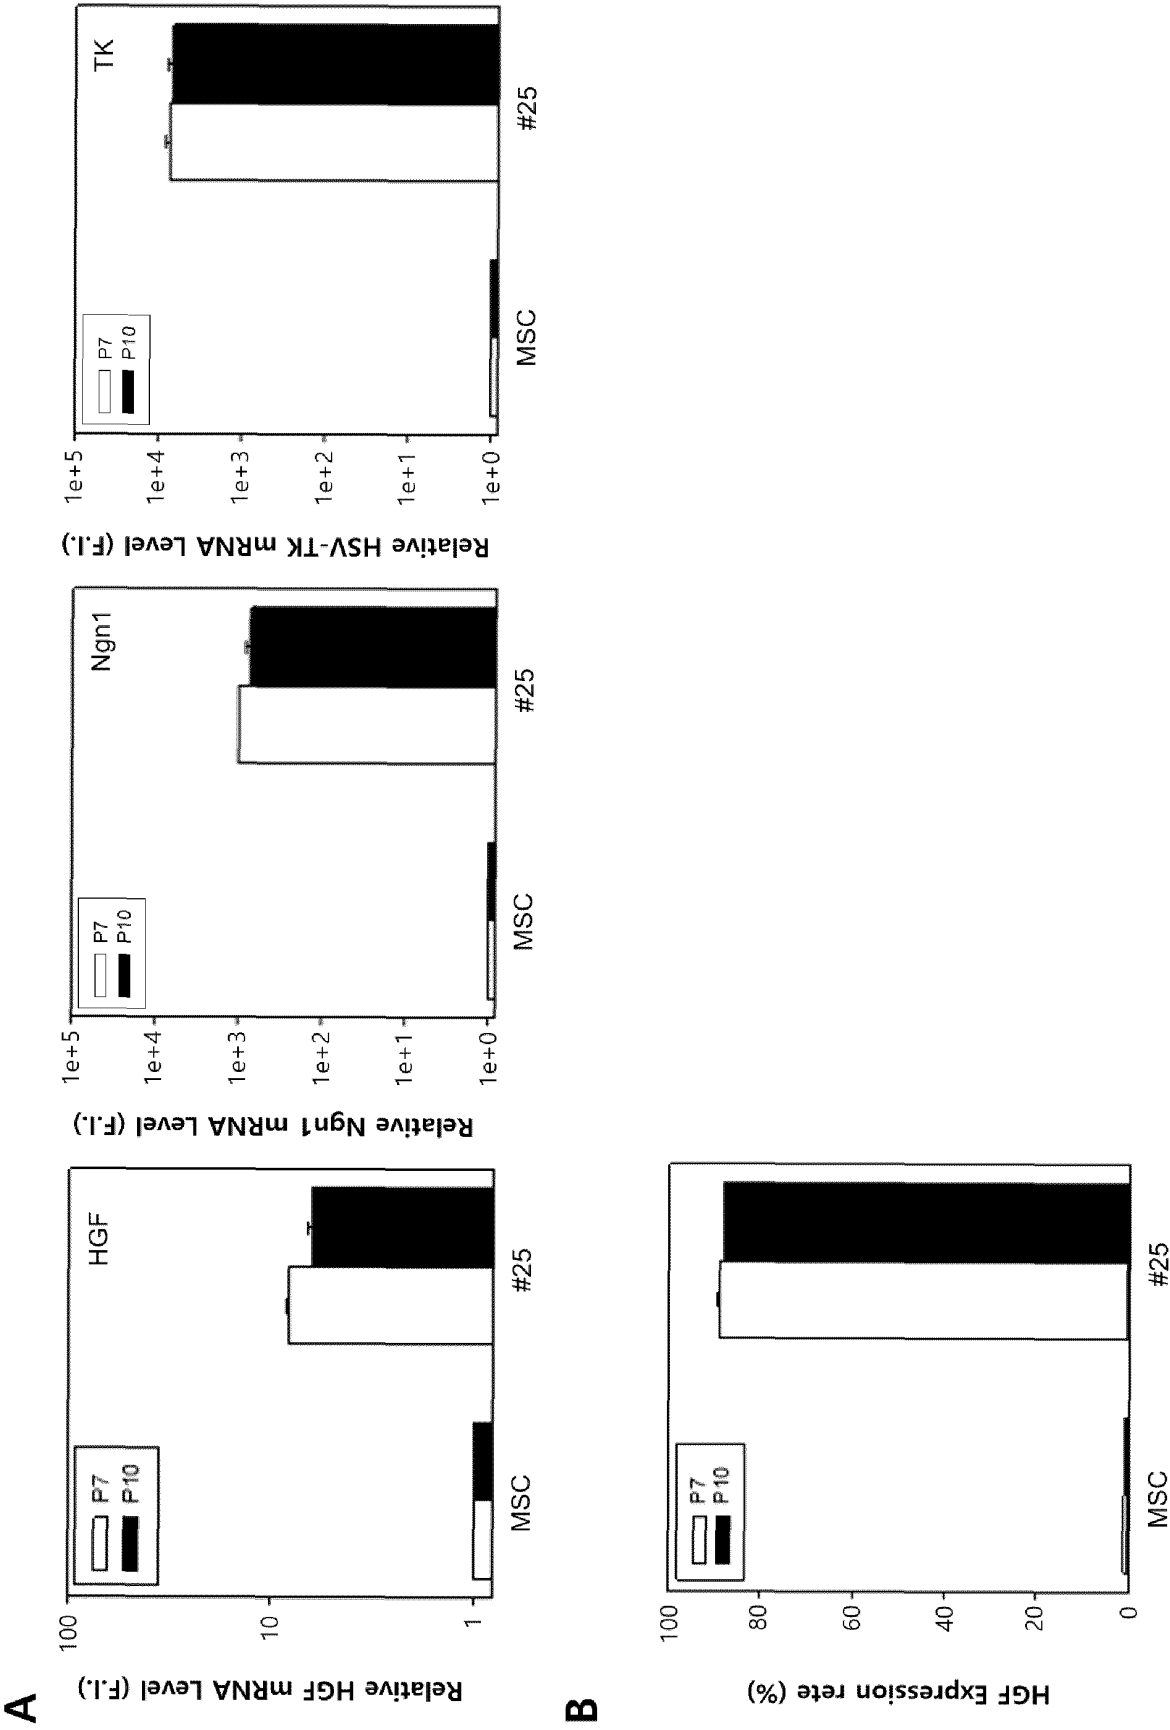 A
Relative HGF mRNA Level (F.I.)
100
10
1
P7
P10
HGF
MSC
#25
Relative Ngn1 mRNA Level (F.I.)
1e+5
1e+4
1e+3
1e+2
1e+1
1e+0
P7
P10
Ngn1
MSC
#25
Relative HSV-TK mRNA Level (F.I.)
1e+5
1e+4
1e+3
1e+2
1e+1
1e+0
P7
P10
TK
MSC
#25
B
HGF Expression rete (%)
100
80
60
40
20
0
P7
P10
MSC
#25